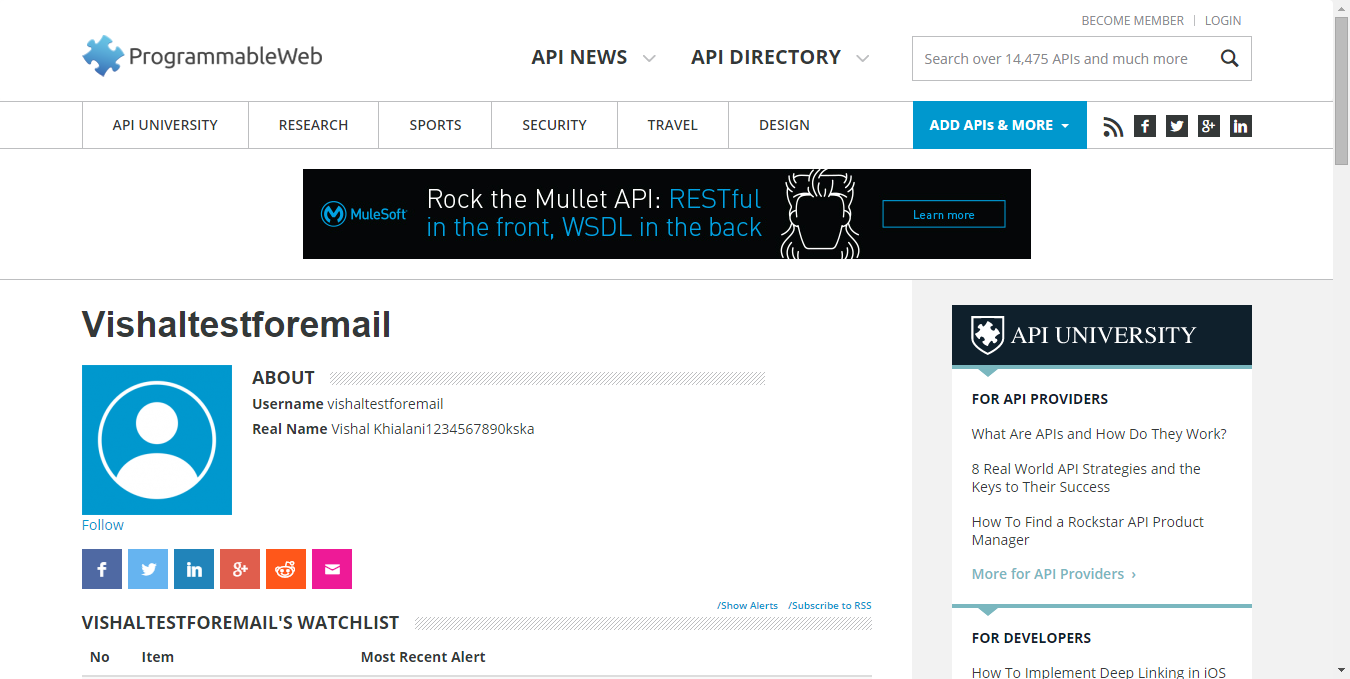 BECOME MEMBER | LOGIN
ProgrammableWeb
API NEWS
API DIRECTORY
Search over 14,475 APIs and much more
API UNIVERSITY
RESEARCH
SPORTS
SECURITY
TRAVEL
DESIGN
ADD APIs & MORE
MuleSoft
Rock the Mullet API: RESTful
in the front, WSDL in the back
Learn more
Vishaltestforemail
ABOUT
Username vishaltestforemail
Real Name Vishal Khialani1234567890kska
Follow
/Show Alerts /Subscribe to RSS
VISHALTESTFOREMAIL'S WATCHLIST
No Item Most Recent Alert
API UNIVERSITY
FOR API PROVIDERS
What Are APIs and How Do They Work?
8 Real World API Strategies and the
Keys to Their Success
How To Find a Rockstar API Product
Manager
More for API Providers ›
FOR DEVELOPERS
How To Implement Deep Linking in iOS